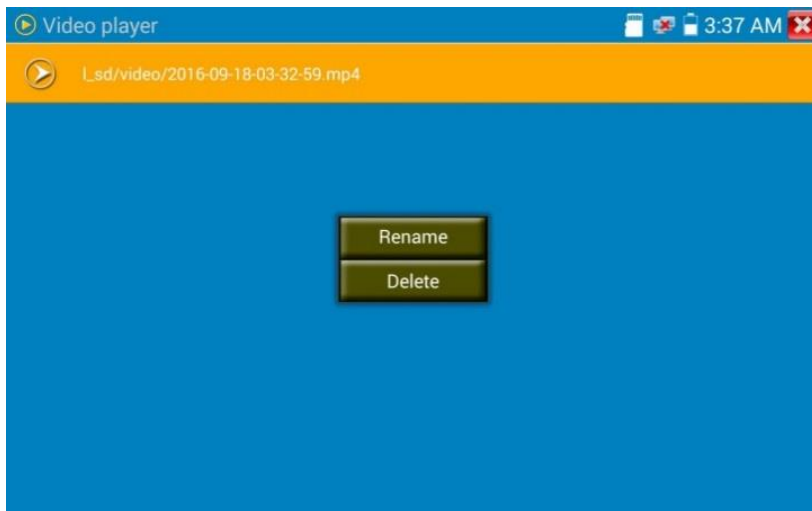 Video player 3:37 AM
l_sd/video/2016-09-18-03-32-59.mp4
Rename
Delete